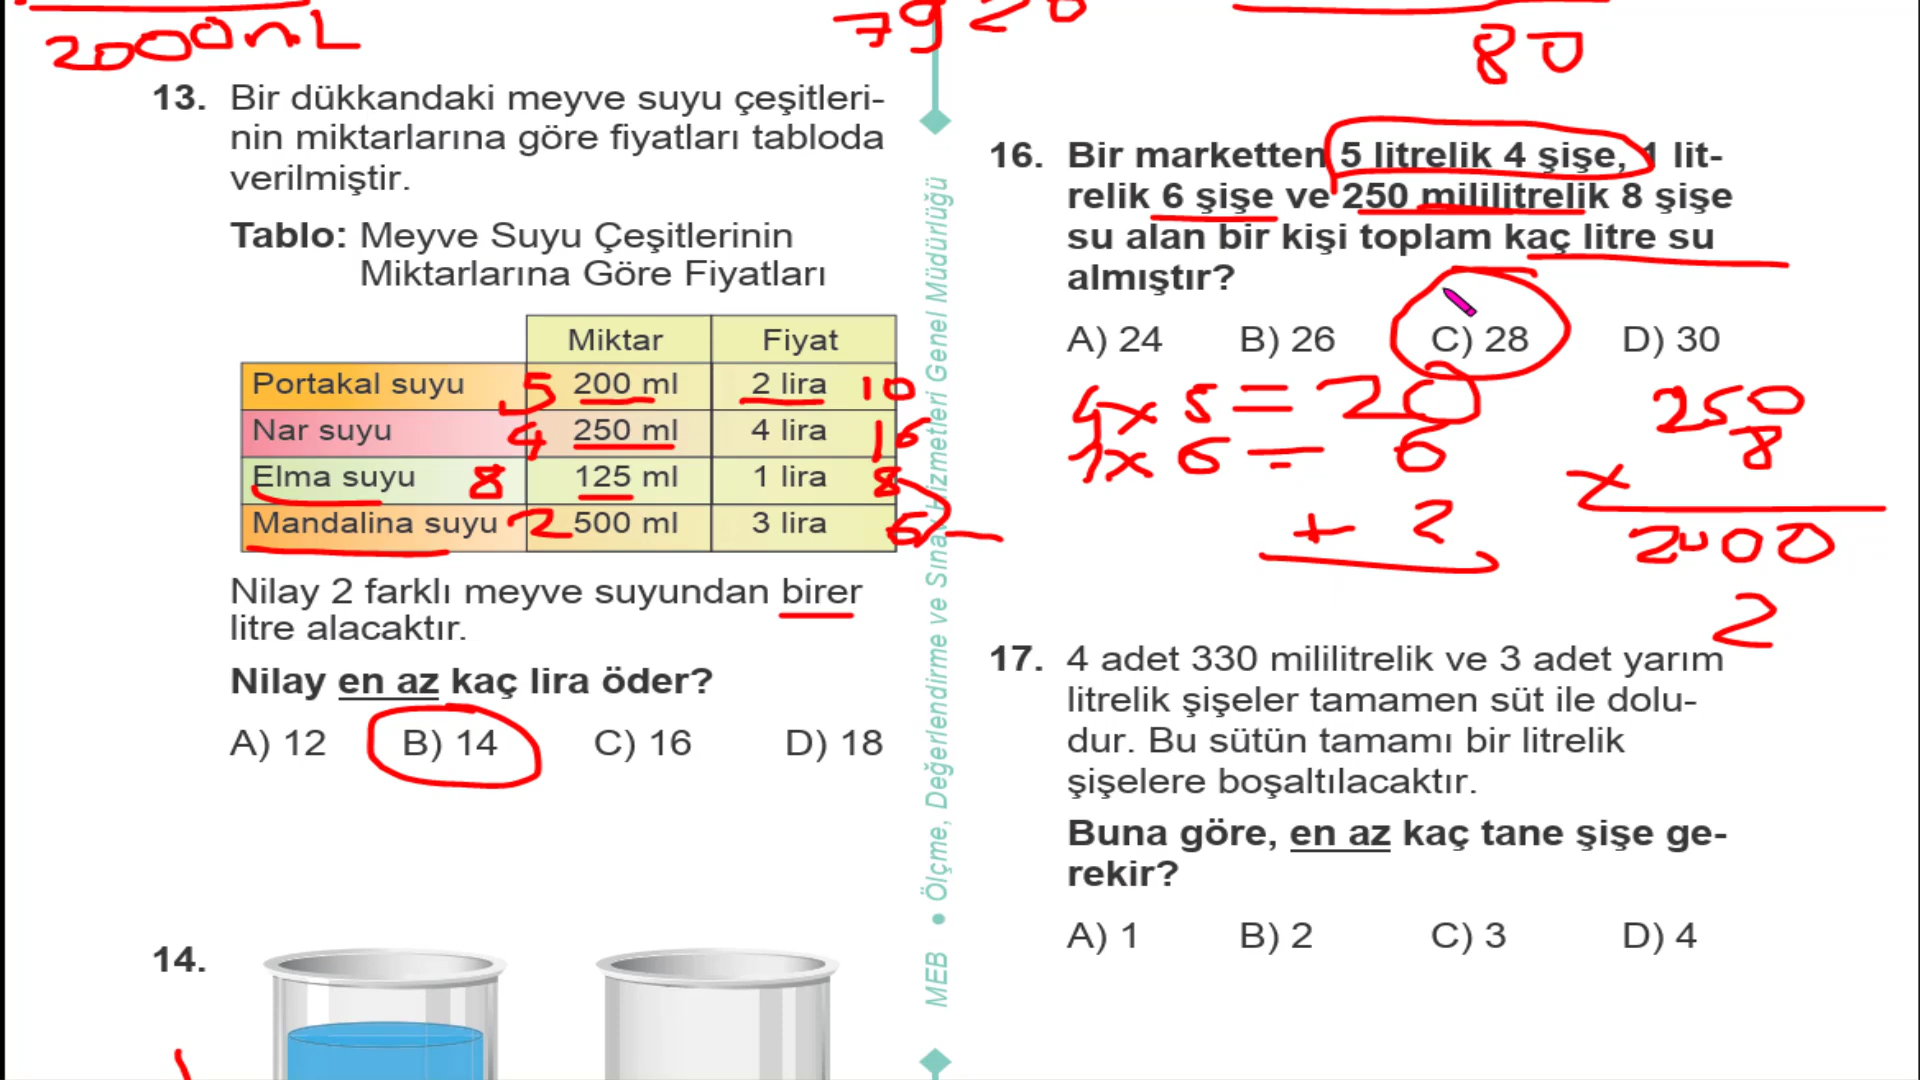 2000mL
13. Bir dükkandaki meyve suyu çeşitleri-
nin miktarlarına göre fiyatları tabloda
verilmiştir.
Tablo: Meyve Suyu Çeşitlerinin
Miktarlarına Göre Fiyatları
Miktar Fiyat
Portakal suyu 5 200 ml 2 lira 10
Nar suyu 4 250 ml 4 lira 16
Elma suyu 8 125 ml 1 lira 8
Mandalina suyu 2 500 ml 3 lira 6
Nilay 2 farklı meyve suyundan birer
litre alacaktır.
Nilay en az kaç lira öder?
A) 12 B) 14 C) 16 D) 18
14.
MEB ● Ölçme, Değerlendirme ve Sınav Hizmetleri Genel Müdürlüğü
80
16. Bir marketten 5 litrelik 4 şişe, 1 lit-
relik 6 şişe ve 250 mililitrelik 8 şişe
su alan bir kişi toplam kaç litre su
almıştır?
A) 24 B) 26 C) 28 D) 30
4 x 5 = 20
1 x 6 = 6
+ 2
250
8
x
2000
2
17. 4 adet 330 mililitrelik ve 3 adet yarım
litrelik şişeler tamamen süt ile dolu-
dur. Bu sütün tamamı bir litrelik
şişelere boşaltılacaktır.
Buna göre, en az kaç tane şişe ge-
rekir?
A) 1 B) 2 C) 3 D) 4